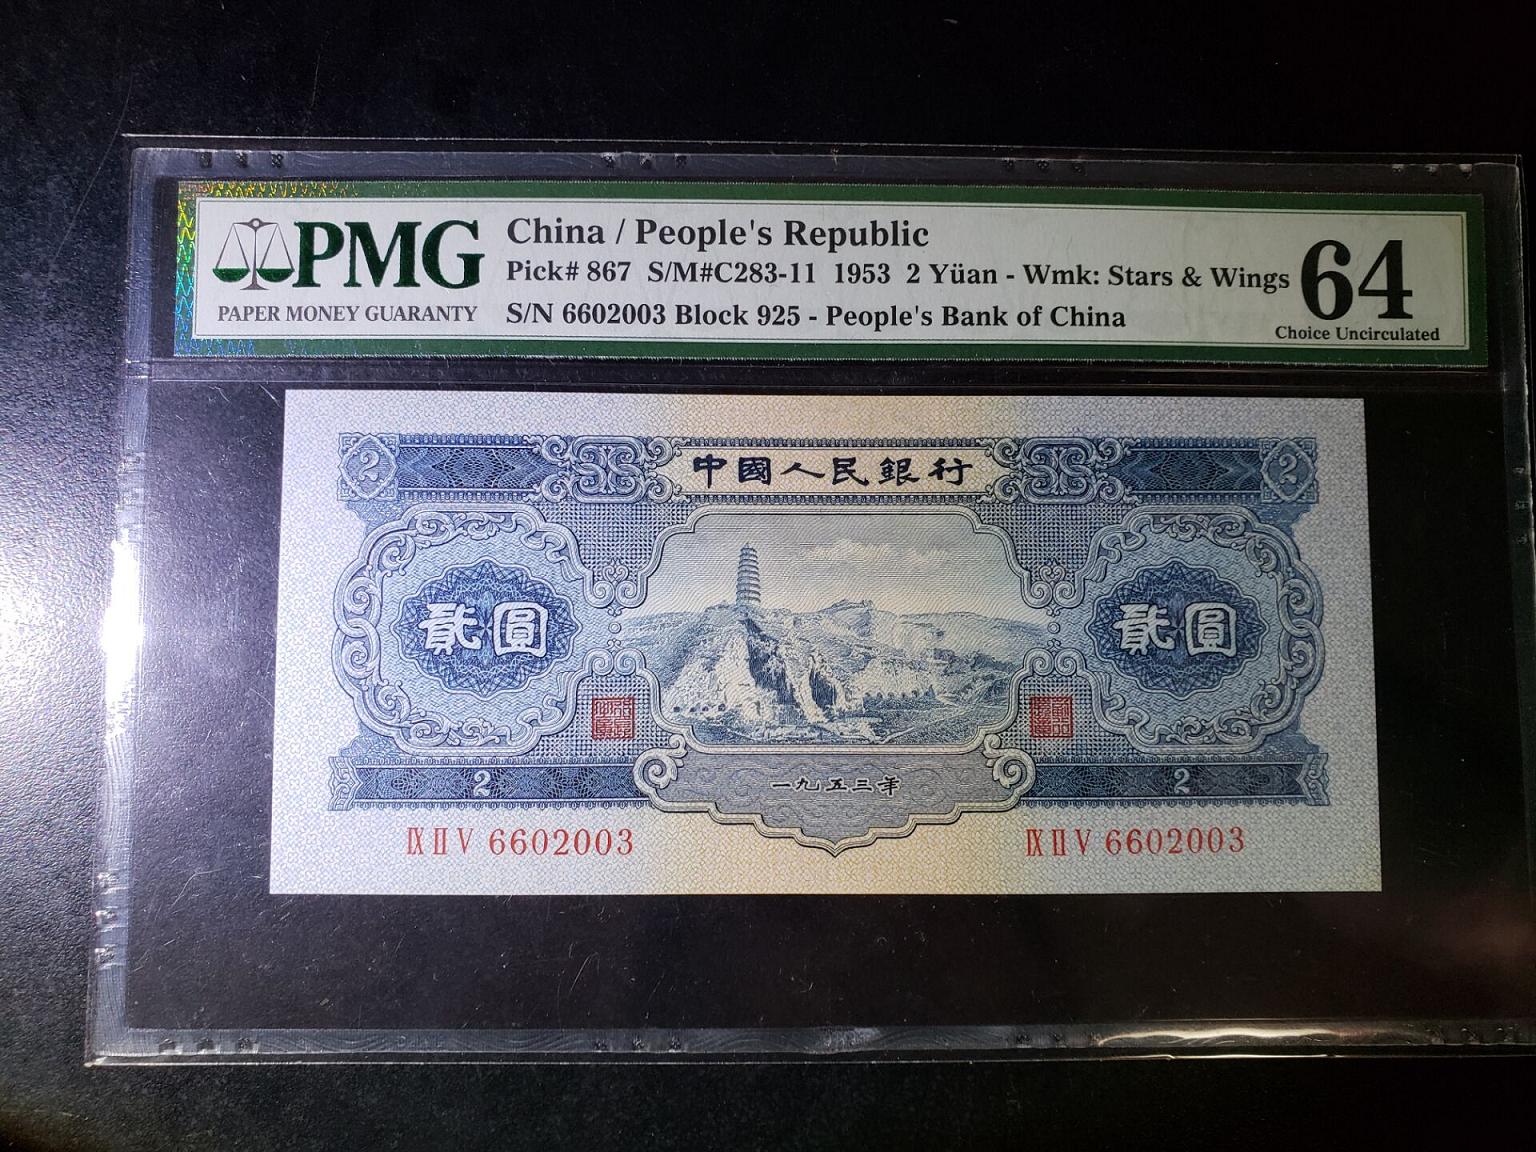 PMG
PAPER MONEY GUARANTY
China / People's Republic
Pick# 867 S/M#C283-11 1953 2 Yüan - Wmk: Stars & Wings
S/N 6602003 Block 925 - People's Bank of China
64
Choice Uncirculated
2
中國人民銀行
2
貳圓
貳圓
2
一九五三年
2
IX II V 6602003
IX II V 6602003